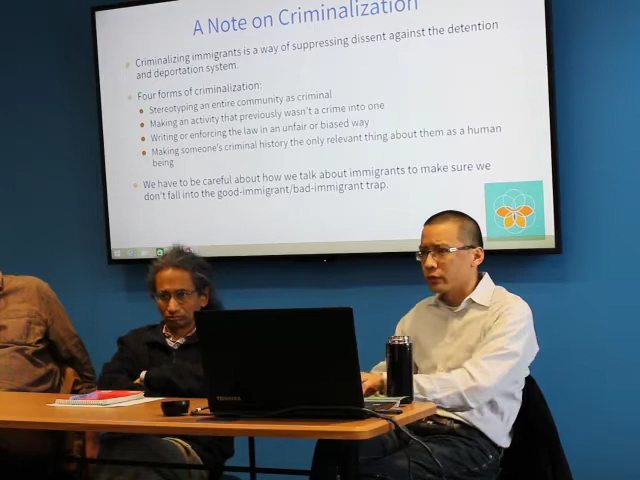 A Note on Criminalization
Criminalizing immigrants is a way of suppressing dissent against the detention
and deportation system.
Four forms of criminalization:
Stereotyping an entire community as criminal
Making an activity that previously wasn't a crime into one
Writing or enforcing the law in an unfair or biased way
Making someone's criminal history the only relevant thing about them as a human
being
We have to be careful about how we talk about immigrants to make sure we
don't fall into the good-immigrant/bad-immigrant trap.
TOSHIBA